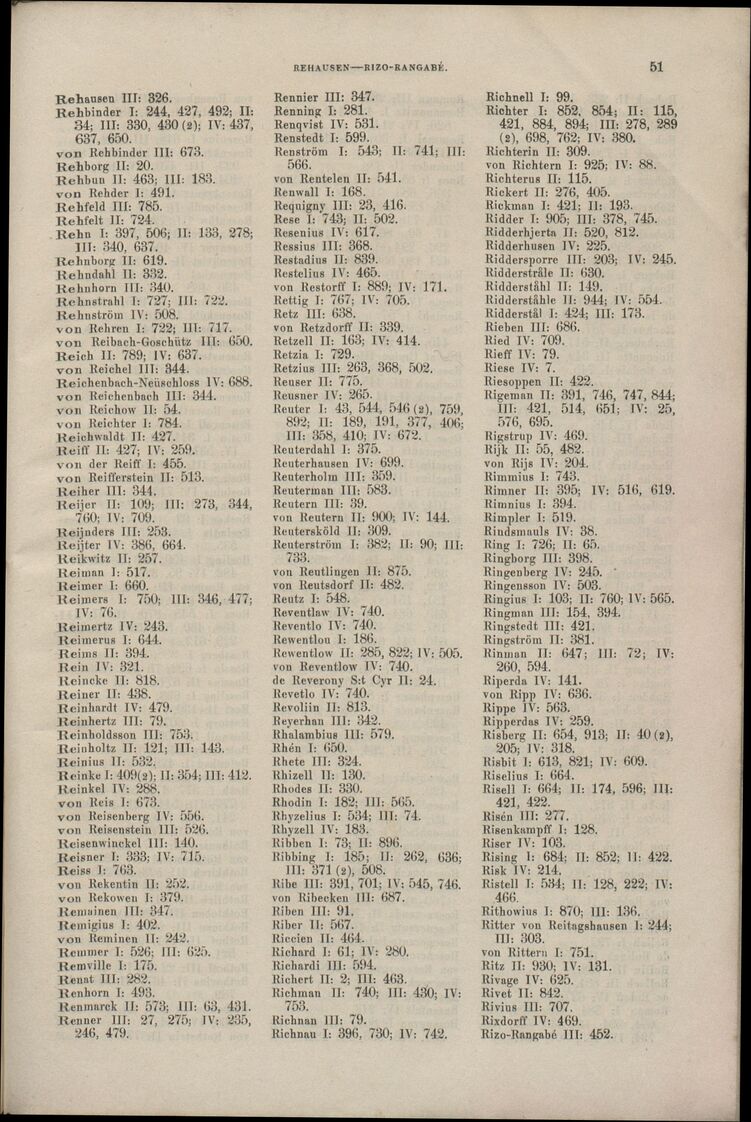 REHAUSEN—RIZO-RANGABÉ.
51
Rehausen III: 326.
Rehbinder I: 244, 427, 492; II:
34; III: 330, 430 (2); IV: 437,
637, 650.
von Rehbinder III: 673.
Rehborg II: 20.
Rehbun II: 463; III: 183.
von Rehder I: 491.
Rehfeld III: 785.
Rehfelt II: 724.
Rehn I: 397, 506; II: 133, 278;
III: 340, 637.
Rehnborg II: 619.
Rehndahl II: 332.
Rehnhorn III: 340.
Rehnstrahl I: 727; III: 722.
Rehnström IV: 508.
von Rehren I: 722; III: 717.
von Reibach-Goschütz III: 650.
Reich II: 789; IV: 637.
von Reichel III: 344.
Reichenbach-Neüschloss IV: 688.
von Reichenbach III: 344.
von Reichow II: 54.
von Reichter I: 784.
Reichwaldt II: 427.
Reiff II: 427; IV: 259.
von der Reiff I: 455.
von Reifferstein II: 513.
Reiher III: 344.
Reijer II: 109; III: 273, 344,
760; IV: 709.
Reijnders III: 253.
Reijter IV: 386, 664.
Reikwitz II: 257.
Reiman I: 517.
Reimer I: 660.
Reimers I: 750; III: 346, 477;
IV: 76.
Reimertz IV: 243.
Reimerus I: 644.
Reims II: 394.
Rein IV: 321.
Reincke II: 818.
Reiner II: 438.
Reinhardt IV: 479.
Reinhertz III: 79.
Reinholdsson III: 753.
Reinholtz II: 121; III: 143.
Reinius II: 532.
Reinke I: 409(2); II: 354; III: 412.
Reinkel IV: 288.
von Reis I: 673.
von Reisenberg IV: 556.
von Reisenstein III: 526.
Reisenwinckel III: 140.
Reisner I: 333; IV: 715.
Reiss I: 763.
von Rekentin II: 252.
von Rekowen I: 379.
Remainen III: 347.
Remigius I: 402.
von Reminen II: 242.
Remmer I: 526; III: 625.
Remville I: 175.
Renat III: 282.
Renhorn I: 493.
Renmarck II: 573; III: 63, 431.
Renner III: 27, 275; IV: 235,
246, 479.
Rennier III: 347.
Renning I: 281.
Renqvist IV: 531.
Renstedt I: 599.
Renström I: 543; II: 741; III:
566.
von Rentelen II: 541.
Renwall I: 168.
Requigny III: 23, 416.
Rese I: 743; II: 502.
Resenius IV: 617.
Ressius III: 368.
Restadius II: 839.
Restelius IV: 465.
von Restorff I: 889; IV: 171.
Rettig I: 767; IV: 705.
Retz III: 638.
von Retzdorff II: 339.
Retzell II: 163; IV: 414.
Retzia I: 729.
Retzius III: 263, 368, 502.
Reuser II: 775.
Reusner IV: 265.
Reuter I: 43, 544, 546 (2), 759,
892; II: 189, 191, 377, 406;
III: 358, 410; IV: 672.
Reuterdahl I: 375.
Reuterhausen IV: 699.
Reuterholm III: 359.
Reuterman III: 583.
Reutern III: 39.
von Reutern II: 900; IV: 144.
Reutersköld II: 309.
Reuterström I: 382; II: 90; III:
733.
von Reutlingen II: 875.
von Reutsdorf II: 482.
Reutz I: 548.
Reventlaw IV: 740.
Reventlo IV: 740.
Rewentlou I: 186.
Rewentlow II: 285, 822; IV: 505.
von Reventlow IV: 740.
de Reverony S:t Cyr II: 24.
Revetlo IV: 740.
Revoliin II: 813.
Reyerhan III: 342.
Rhalambius III: 579.
Rhén I: 650.
Rhete III: 324.
Rhizell II: 130.
Rhodes II: 330.
Rhodin I: 182; III: 565.
Rhyzelius I: 534; III: 74.
Rhyzell IV: 183.
Ribben I: 73; II: 896.
Ribbing I: 185; II: 262, 636;
III: 371 (2), 508.
Ribe III: 391, 701; IV: 545, 746.
von Ribecken III: 687.
Riben III: 91.
Riber II: 567.
Riccien II: 464.
Richard I: 61; IV: 280.
Richardi III: 594.
Richert II: 2; III: 463.
Richman II: 740; III: 430; IV:
753.
Richnan III: 79.
Richnau I: 396, 730; IV: 742.
Richnell I: 99.
Richter I: 852, 854; II: 115,
421, 884, 894; III: 278, 289
(2), 698, 762; IV: 380.
Richterin II: 309.
von Richtern I: 925; IV: 88.
Richterus II: 115.
Rickert II: 276, 405.
Rickman I: 421; II: 193.
Ridder I: 905; III: 378, 745.
Ridderhjerta II: 520, 812.
Ridderhusen IV: 225.
Riddersporre III: 203; IV: 245.
Ridderstråle II: 630.
Ridderståhl II: 149.
Ridderståhle II: 944; IV: 554.
Ridderstål I: 424; III: 173.
Rieben III: 686.
Ried IV: 709.
Rieff IV: 79.
Riese IV: 7.
Riesoppen II: 422.
Rigeman II: 391, 746, 747, 844;
III: 421, 514, 651; IV: 25,
576, 695.
Rigstrup IV: 469.
Rijk II: 55, 482.
von Rijs IV: 204.
Rimmius I: 743.
Rimner II: 395; IV: 516, 619.
Rimnius I: 394.
Rimpler I: 519.
Rindsmauls IV: 38.
Ring I: 726; II: 65.
Ringborg III: 398.
Ringenberg IV: 245.
Ringensson IV: 503.
Ringius I: 103; II: 760; IV: 565.
Ringman III: 154, 394.
Ringstedt III: 421.
Ringström II: 381.
Rinman II: 647; III: 72; IV:
260, 594.
Riperda IV: 141.
von Ripp IV: 636.
Rippe IV: 563.
Ripperdas IV: 259.
Risberg II: 654, 913; II: 40 (2),
205; IV: 318.
Risbit I: 613, 821; IV: 609.
Riselius I: 664.
Risell I: 664; II: 174, 596; III:
421, 422.
Risén III: 277.
Risenkampff I: 128.
Riser IV: 103.
Rising I: 684; II: 852; II: 422.
Risk IV: 214.
Ristell I: 534; II: 128, 222; IV:
466.
Rithowius I: 870; III: 136.
Ritter von Reitagshausen I: 244;
III: 303.
von Rittern I: 751.
Ritz II: 930; IV: 131.
Rivage IV: 625.
Rivet II: 842.
Rivius III: 707.
Rixdorff IV: 469.
Rizo-Rangabé III: 452.